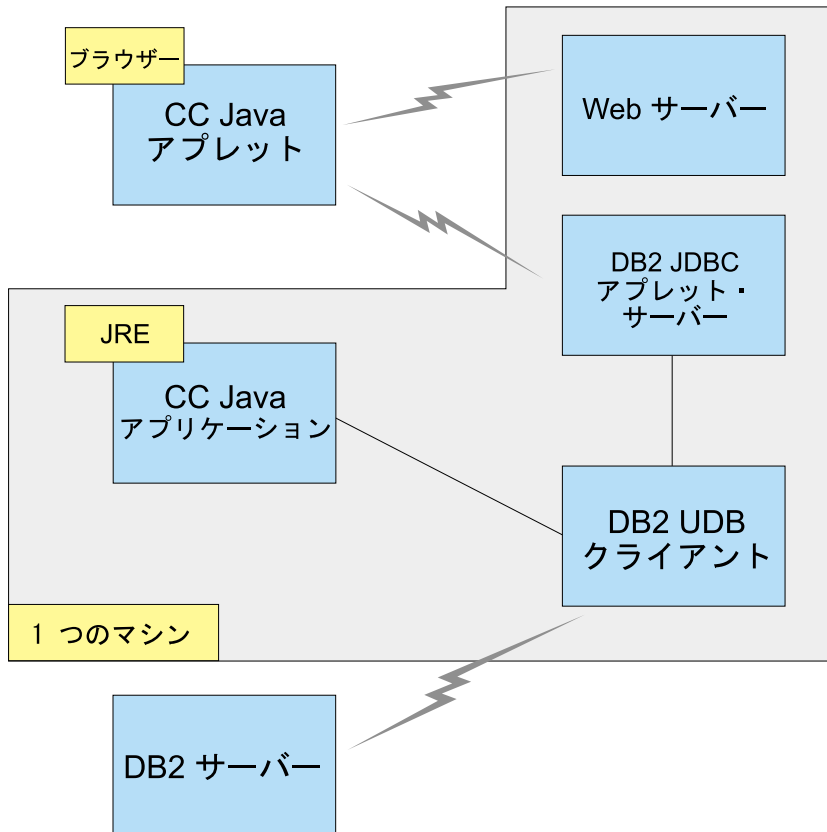 ブラウザー
CC Java
アプレット
Web サーバー
DB2 JDBC
アプレット・
サーバー
JRE
CC Java
アプリケーション
DB2 UDB
クライアント
1 つのマシン
DB2 サーバー